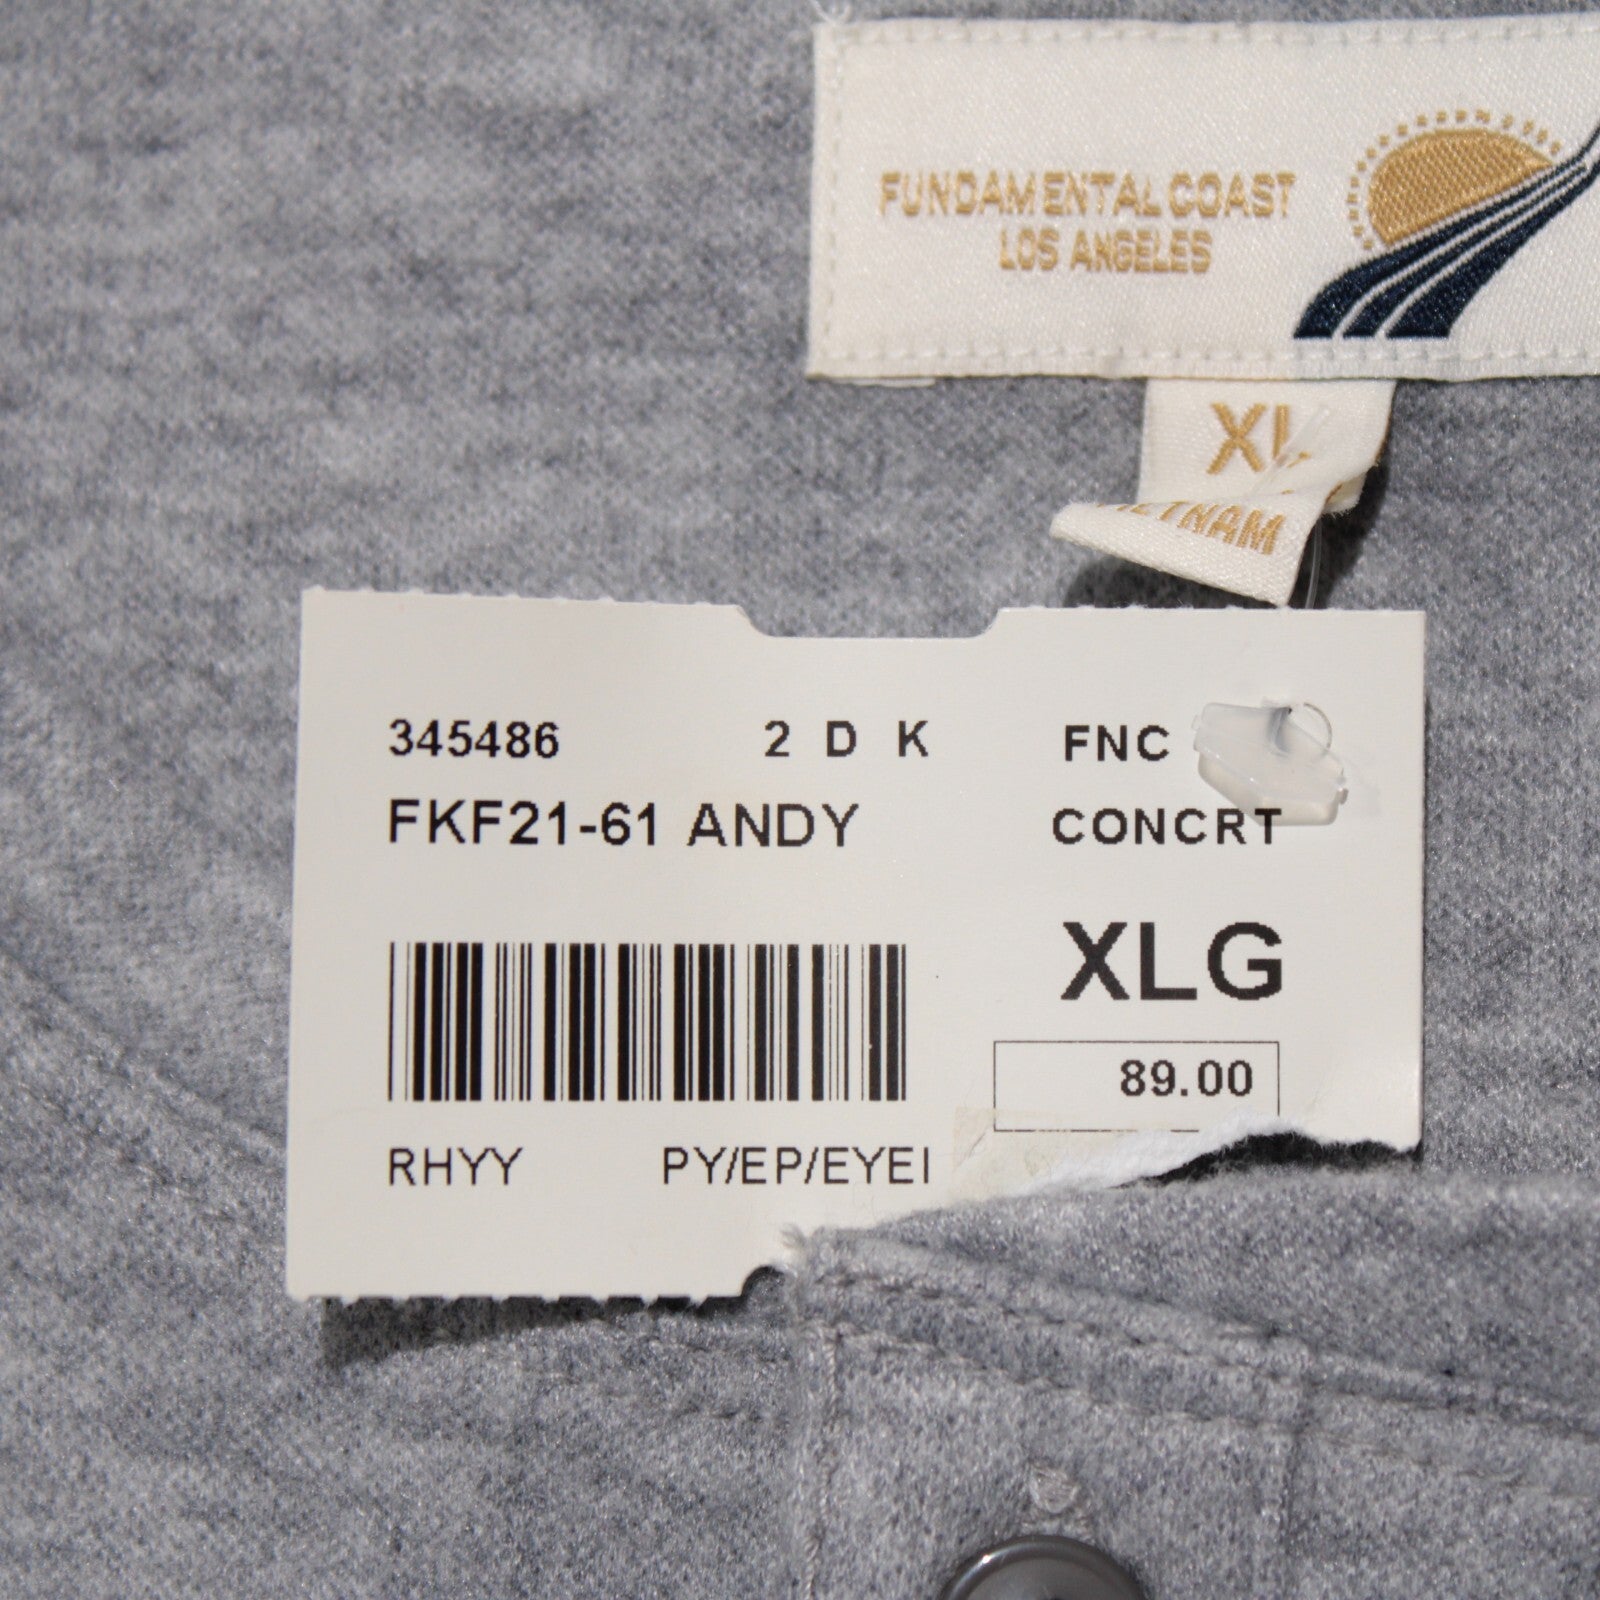 FUNDAMENTAL COAST
LOS ANGELES
XL
VIETNAM
345486 2 D K FNC
FKF21-61 ANDY CONCRT
XLG
89.00
RHYY PY/EP/EYEI